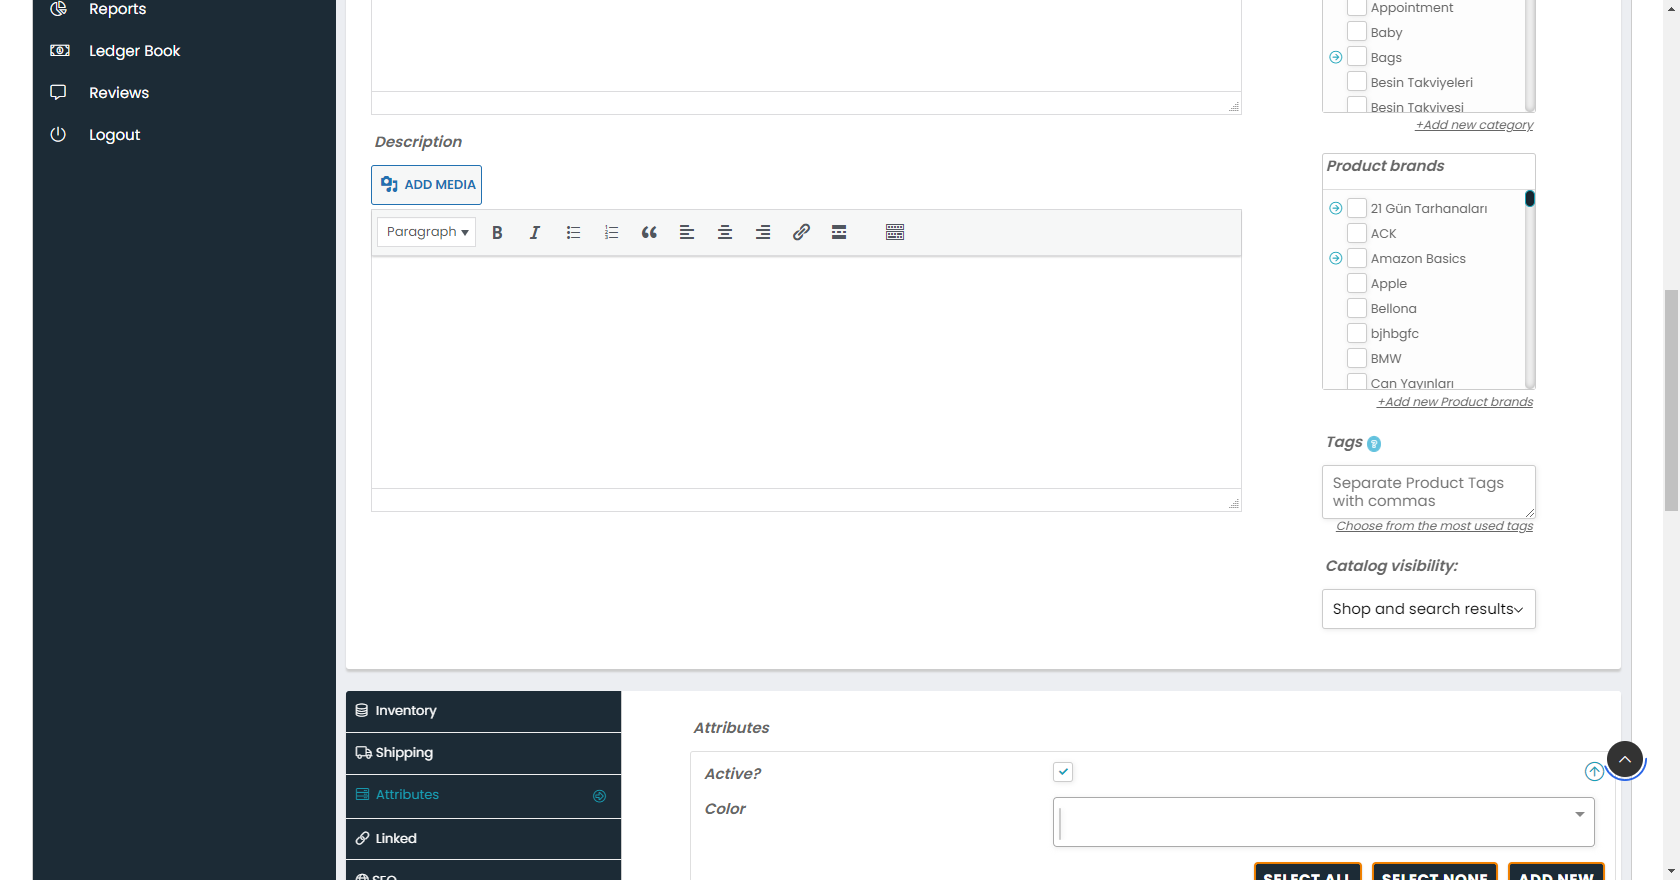 Reports
Ledger Book
Reviews
Logout
Appointment
Baby
Bags
Besin Takviyeleri
Besin Takviyesi
+Add new category
Description
ADD MEDIA
Paragraph
Product brands
21 Gün Tarhanaları
ACK
Amazon Basics
Apple
Bellona
bjhbgfc
BMW
Can Yayınları
+Add new Product brands
Tags
Separate Product Tags
with commas
Choose from the most used tags
Catalog visibility:
Shop and search results
Inventory
Shipping
Attributes
Linked
SEO
Attributes
Active?
Color
SELECT ALL
SELECT NONE
ADD NEW